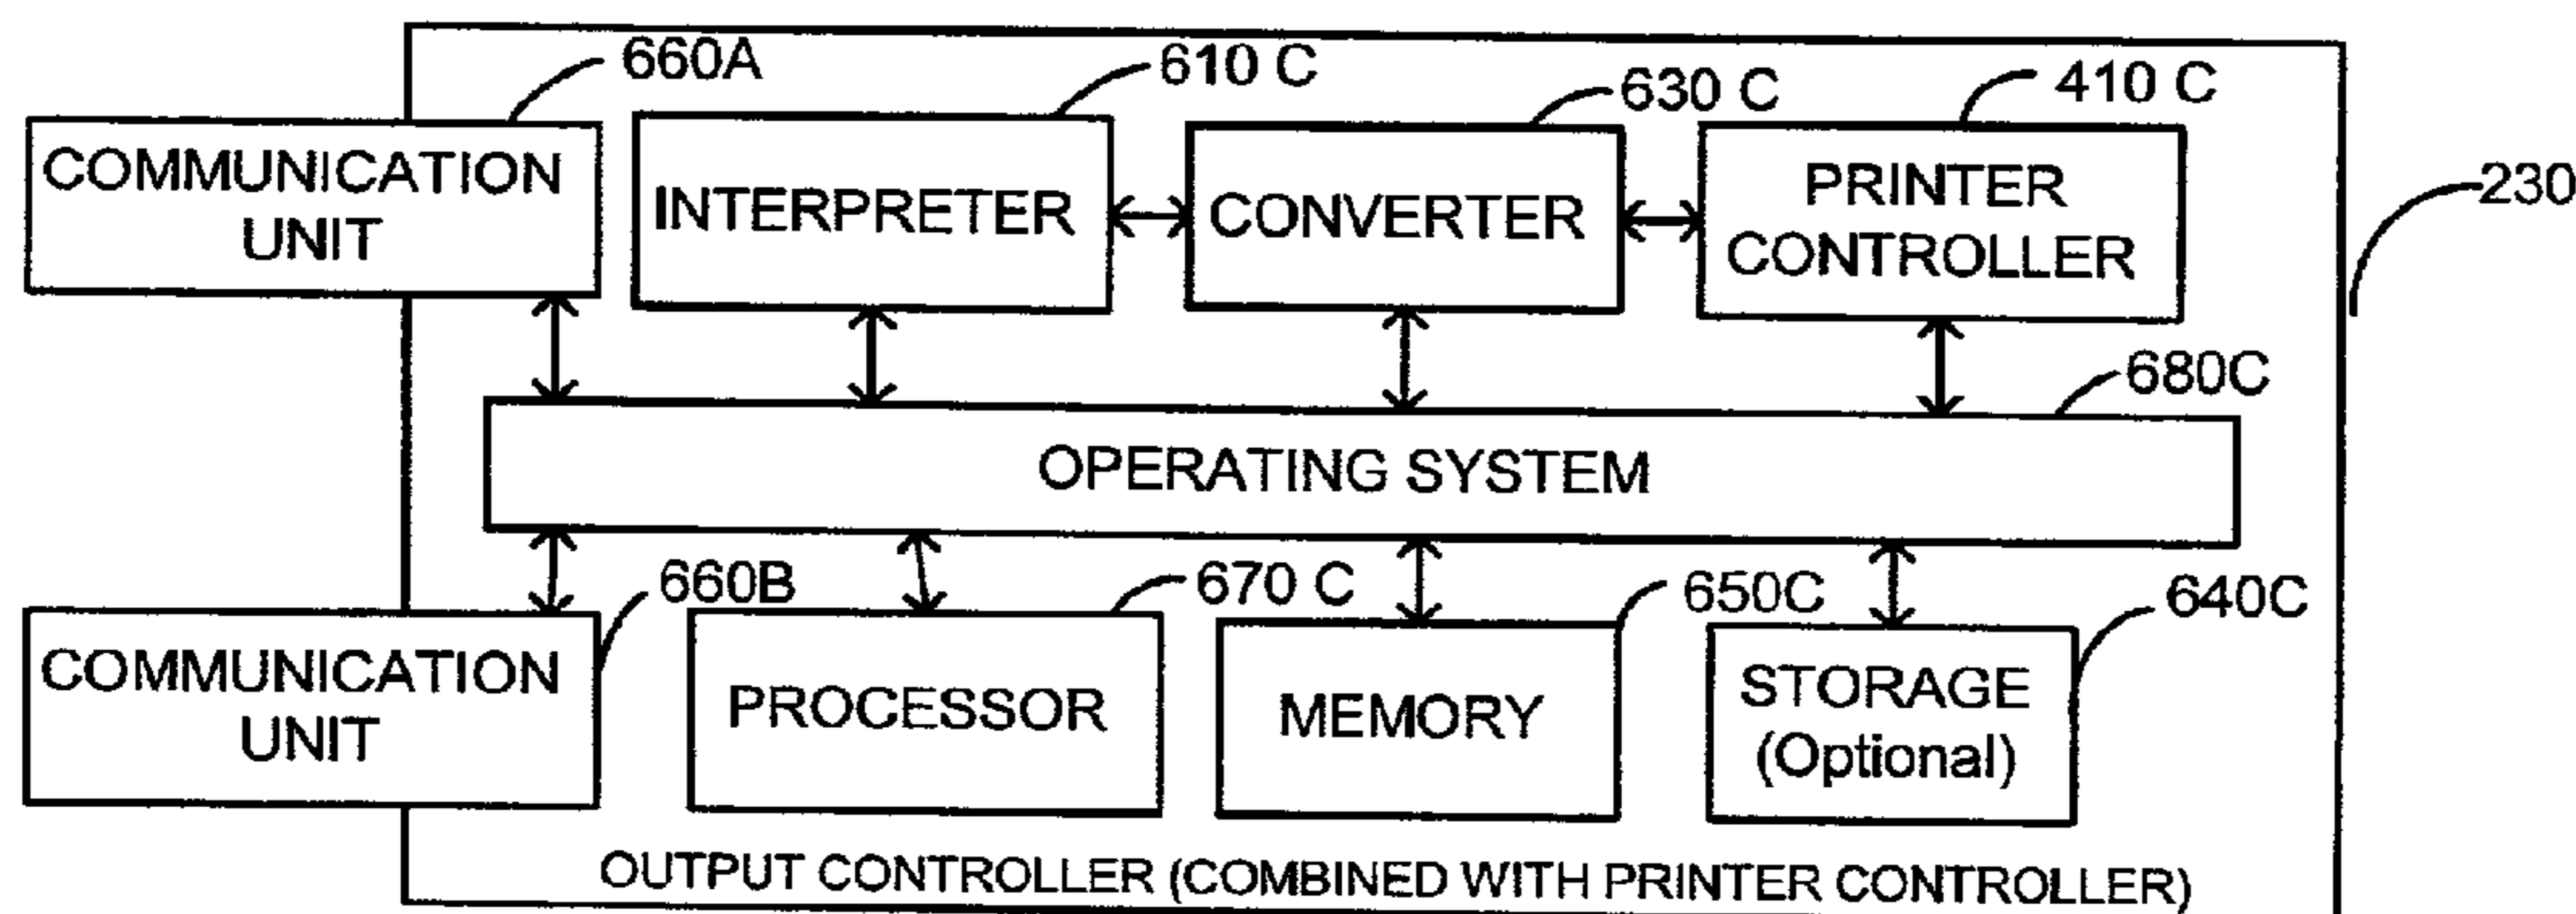 660A
610 C
630 C
410 C
COMMUNICATION
UNIT
INTERPRETER
CONVERTER
PRINTER
CONTROLLER
230
680C
OPERATING SYSTEM
660B
670 C
650C
640C
COMMUNICATION
UNIT
PROCESSOR
MEMORY
STORAGE
(Optional)
OUTPUT CONTROLLER (COMBINED WITH PRINTER CONTROLLER)